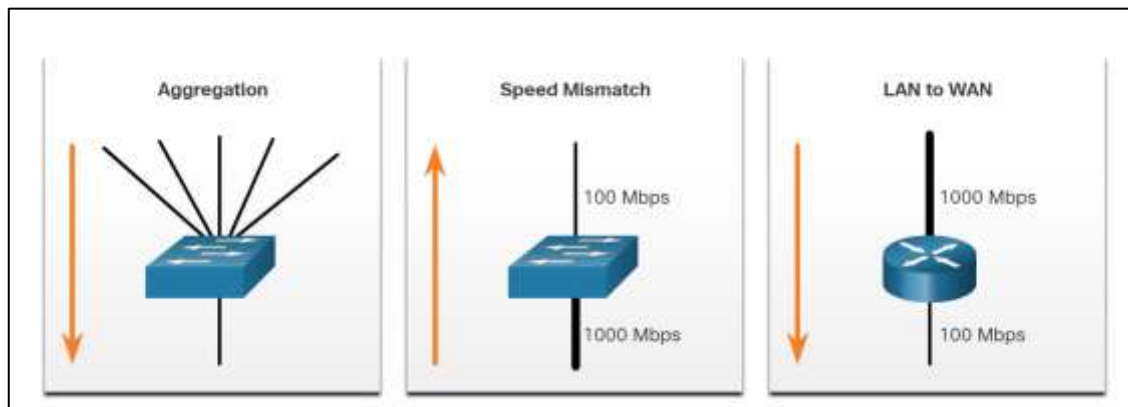 Aggregation
Speed Mismatch
100 Mbps
1000 Mbps
LAN to WAN
1000 Mbps
100 Mbps